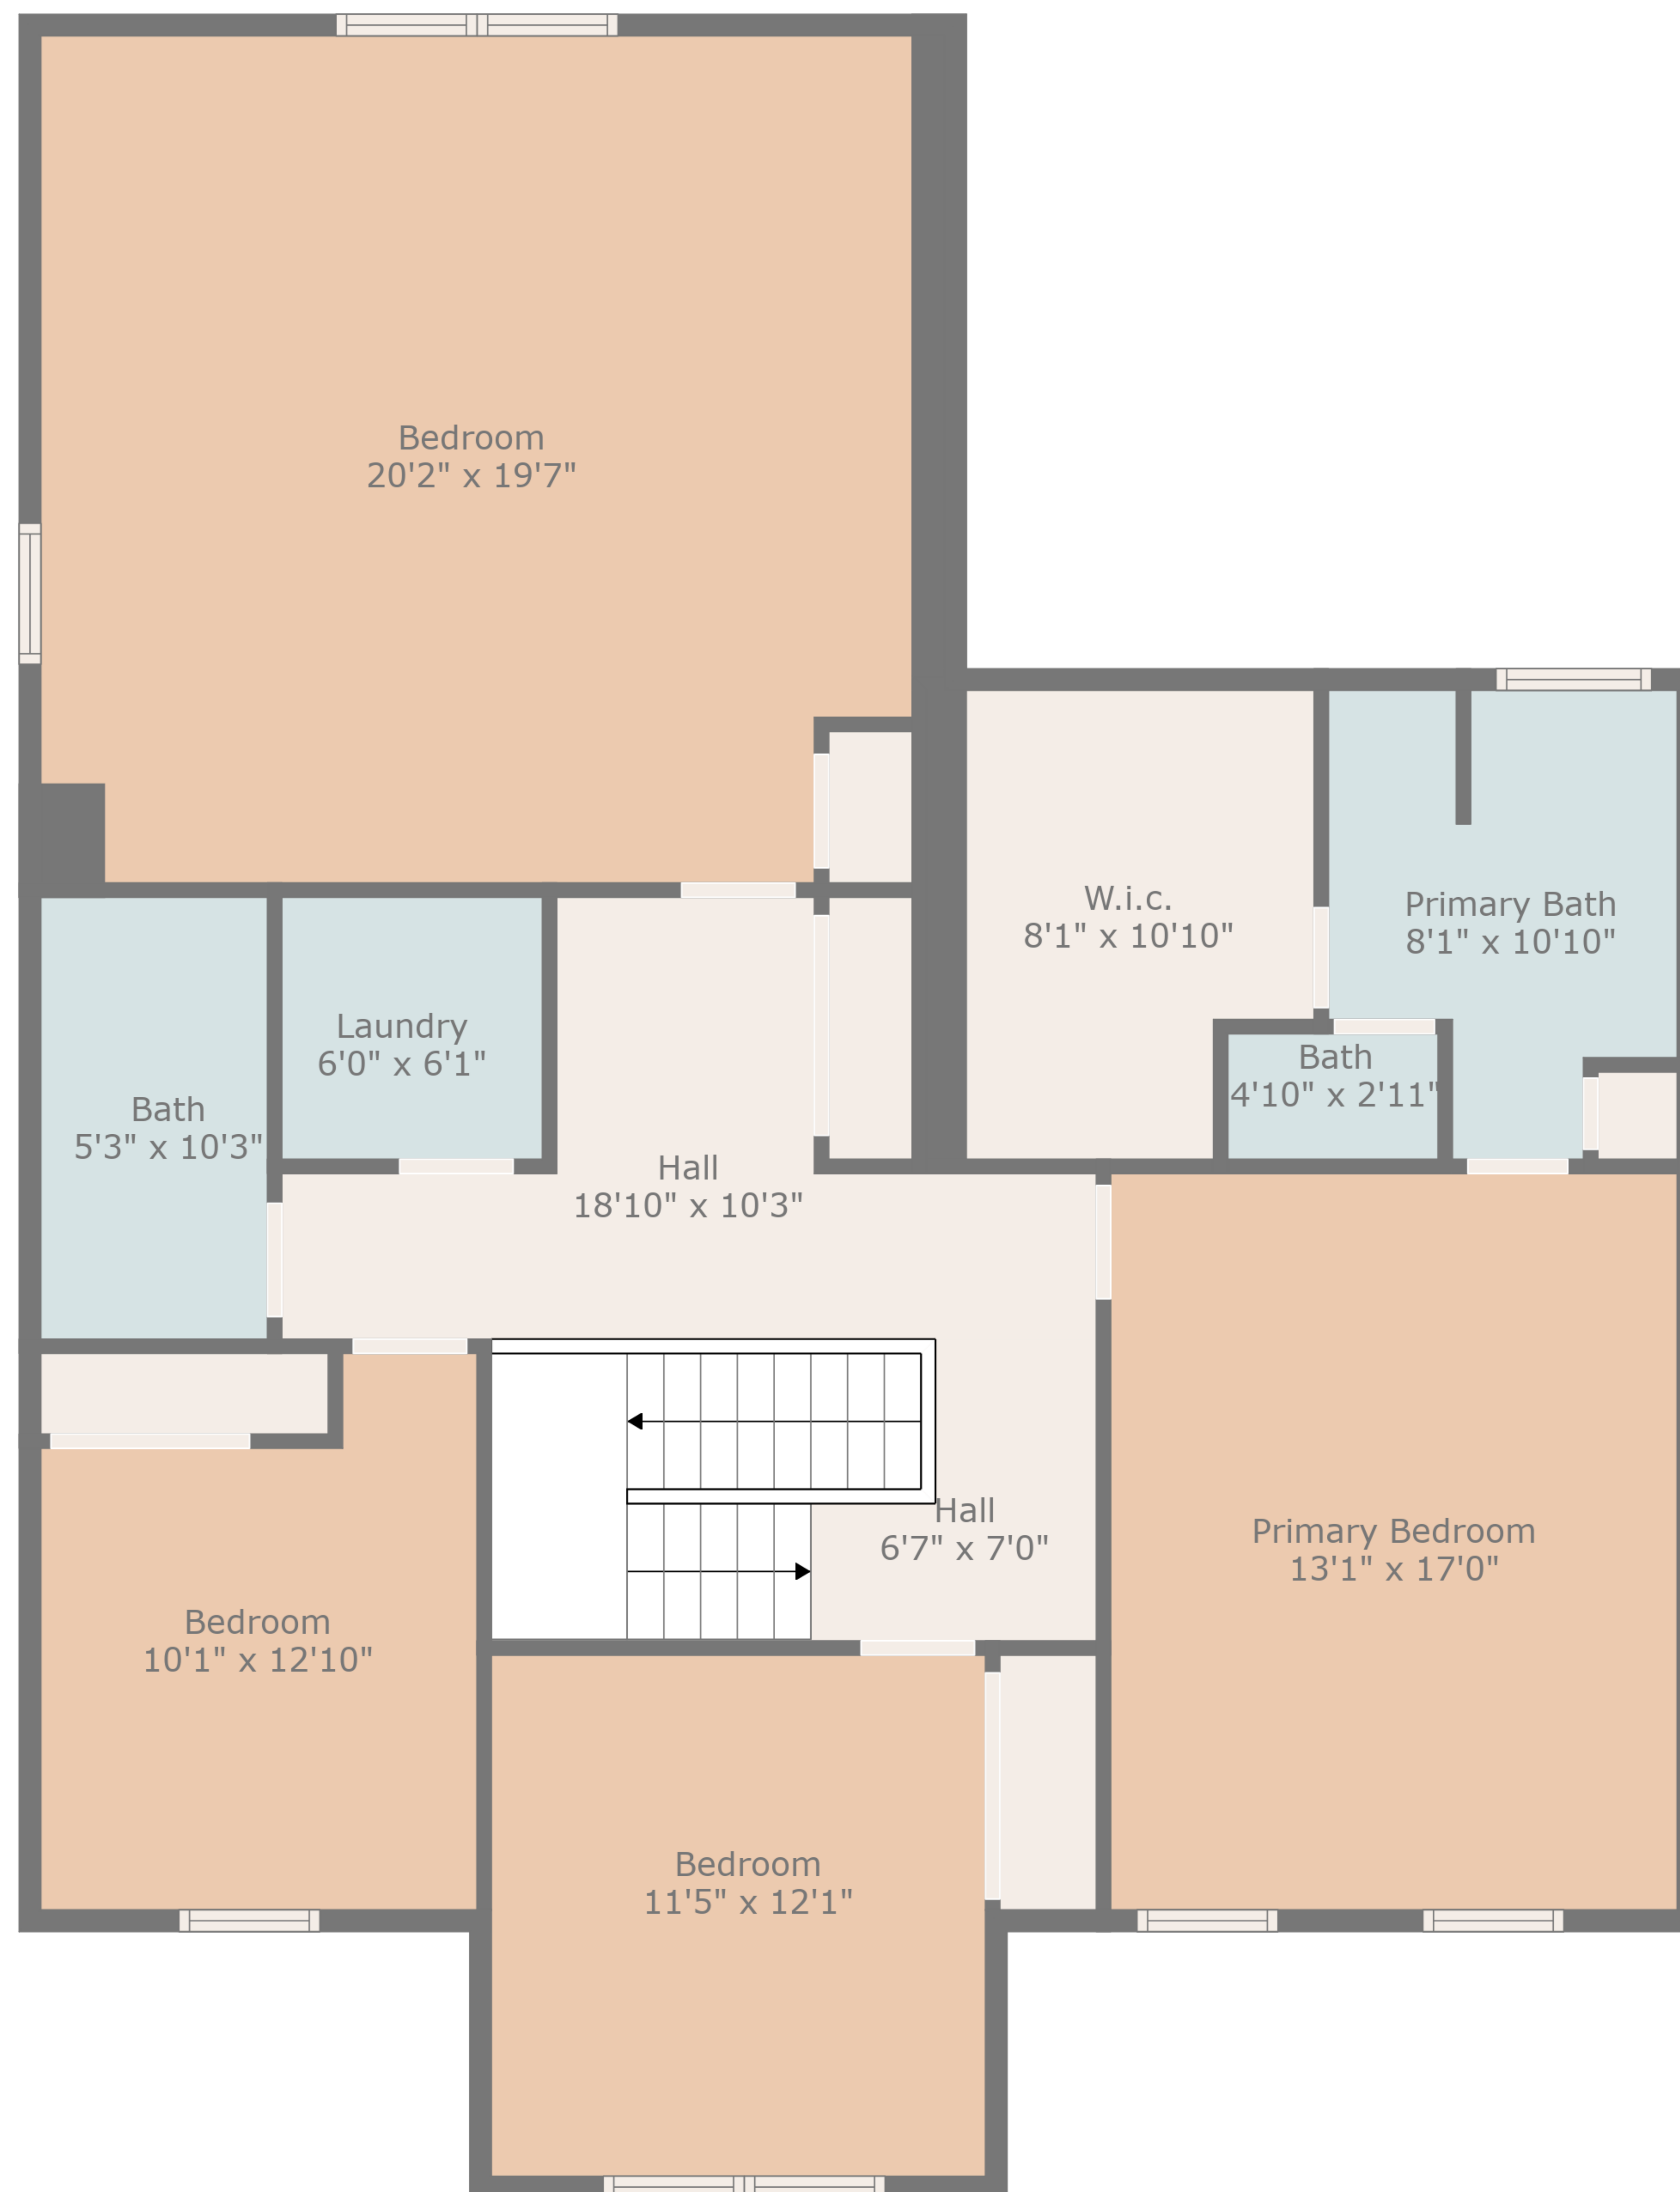 Bedroom
20'2" x 19'7"
W.i.c.
8'1" x 10'10"
Primary Bath
8'1" x 10'10"
Laundry
6'0" x 6'1"
Bath
4'10" x 2'11"
Bath
5'3" x 10'3"
Hall
18'10" x 10'3"
Hall
6'7" x 7'0"
Primary Bedroom
13'1" x 17'0"
Bedroom
10'1" x 12'10"
Bedroom
11'5" x 12'1"